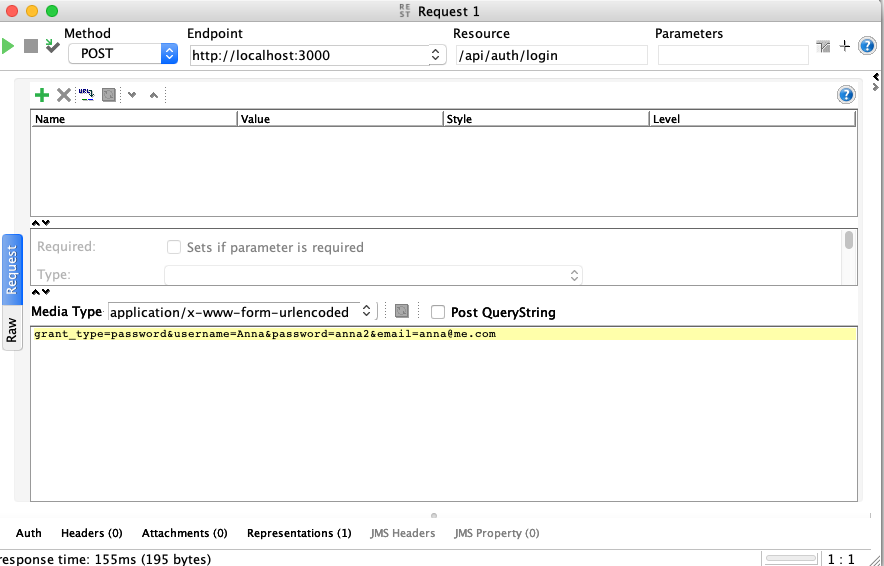 REST Request 1
Method Endpoint Resource Parameters
POST http://localhost:3000 /api/auth/login
Name Value Style Level
Required: Sets if parameter is required
Type:
Media Type application/x-www-form-urlencoded Post QueryString
grant_type=password&username=Anna&password=anna2&email=anna@me.com
Request
Raw
Auth Headers (0) Attachments (0) Representations (1) JMS Headers JMS Property (0)
response time: 155ms (195 bytes) 1 : 1